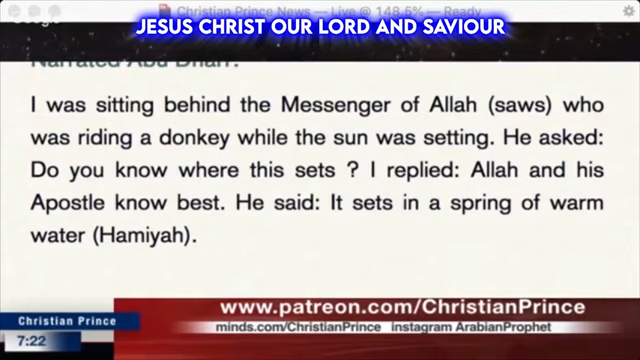 Christian Prince News — Live @ 148.5% — Ready
JESUS CHRIST OUR LORD AND SAVIOUR
Narrated Abu Dharr:
I was sitting behind the Messenger of Allah (saws) who
was riding a donkey while the sun was setting. He asked:
Do you know where this sets ? I replied: Allah and his
Apostle know best. He said: It sets in a spring of warm
water (Hamiyah).
www.patreon.com/ChristianPrince
Christian Prince
minds.com/ChristianPrince instagram ArabianProphet
7:22